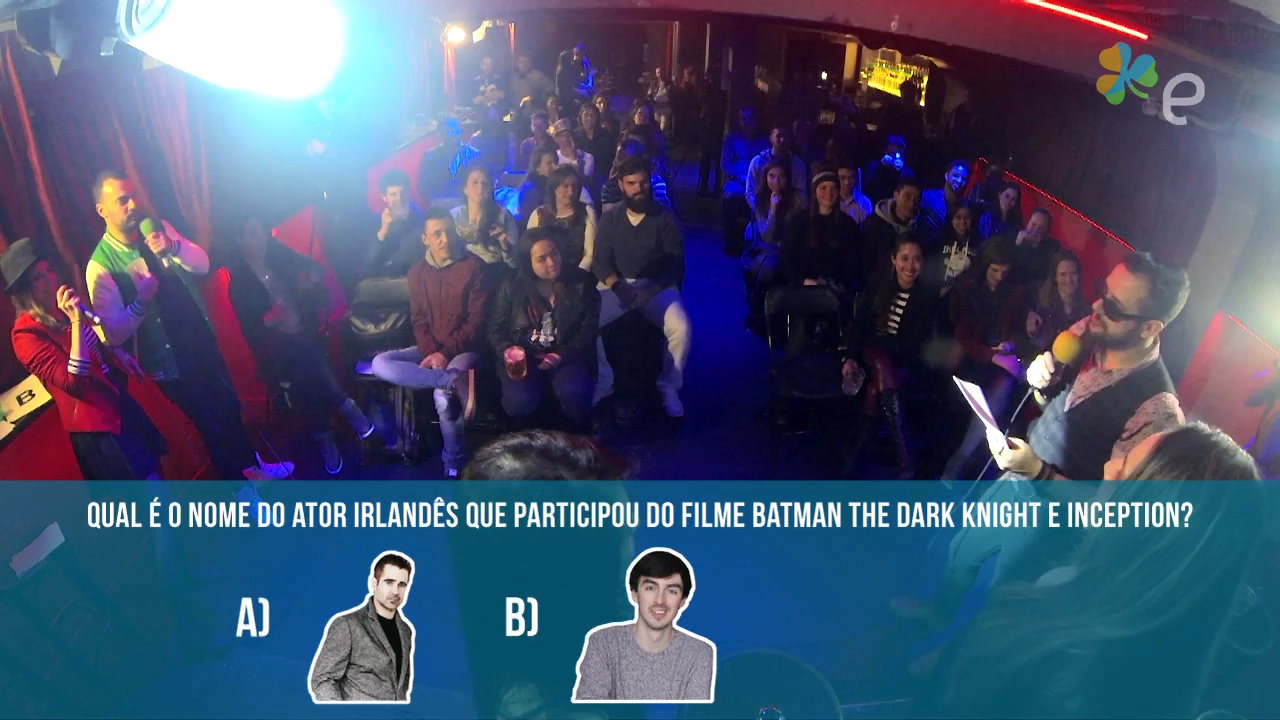 e
B
QUAL É O NOME DO ATOR IRLANDÊS QUE PARTICIPOU DO FILME BATMAN THE DARK KNIGHT E INCEPTION?
A)
B)